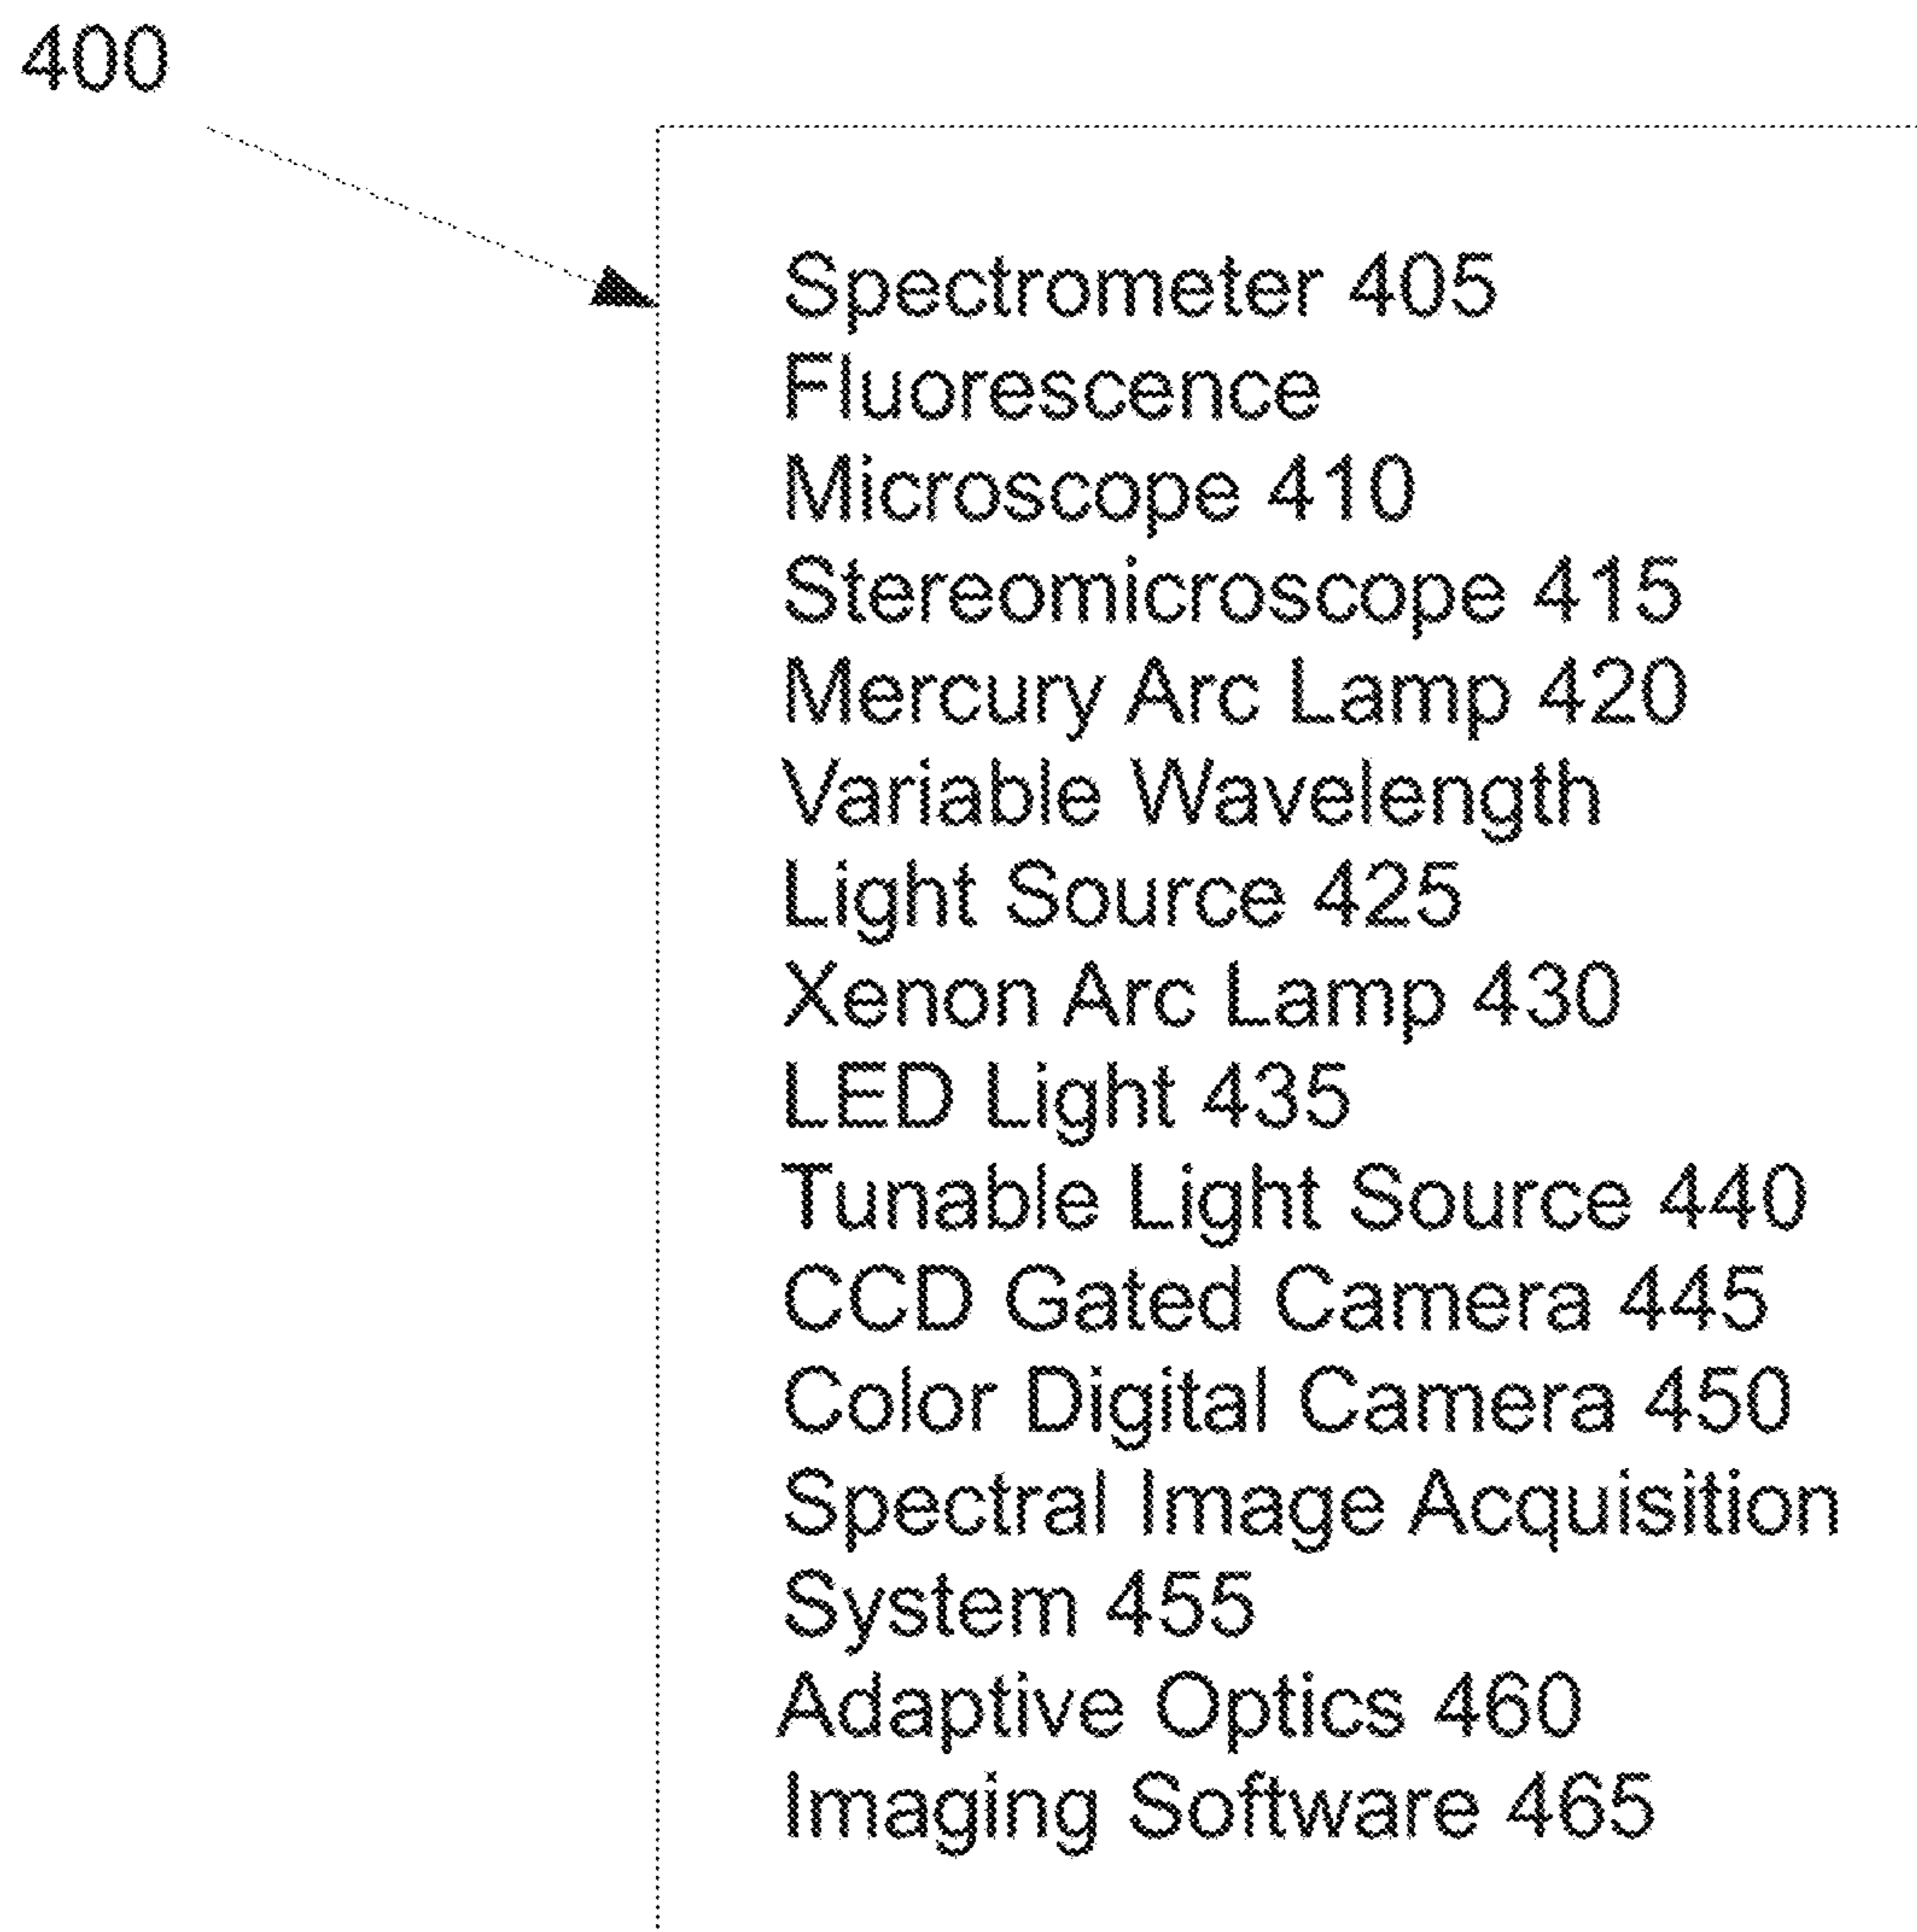 400
Spectrometer 405
Fluorescence
Microscope 410
Stereomicroscope 415
Mercury Arc Lamp 420
Variable Wavelength
Light Source 425
Xenon Arc Lamp 430
LED Light 435
Tunable Light Source 440
CCD Gated Camera 445
Color Digital Camera 450
Spectral Image Acquisition
System 455
Adaptive Optics 460
Imaging Software 465